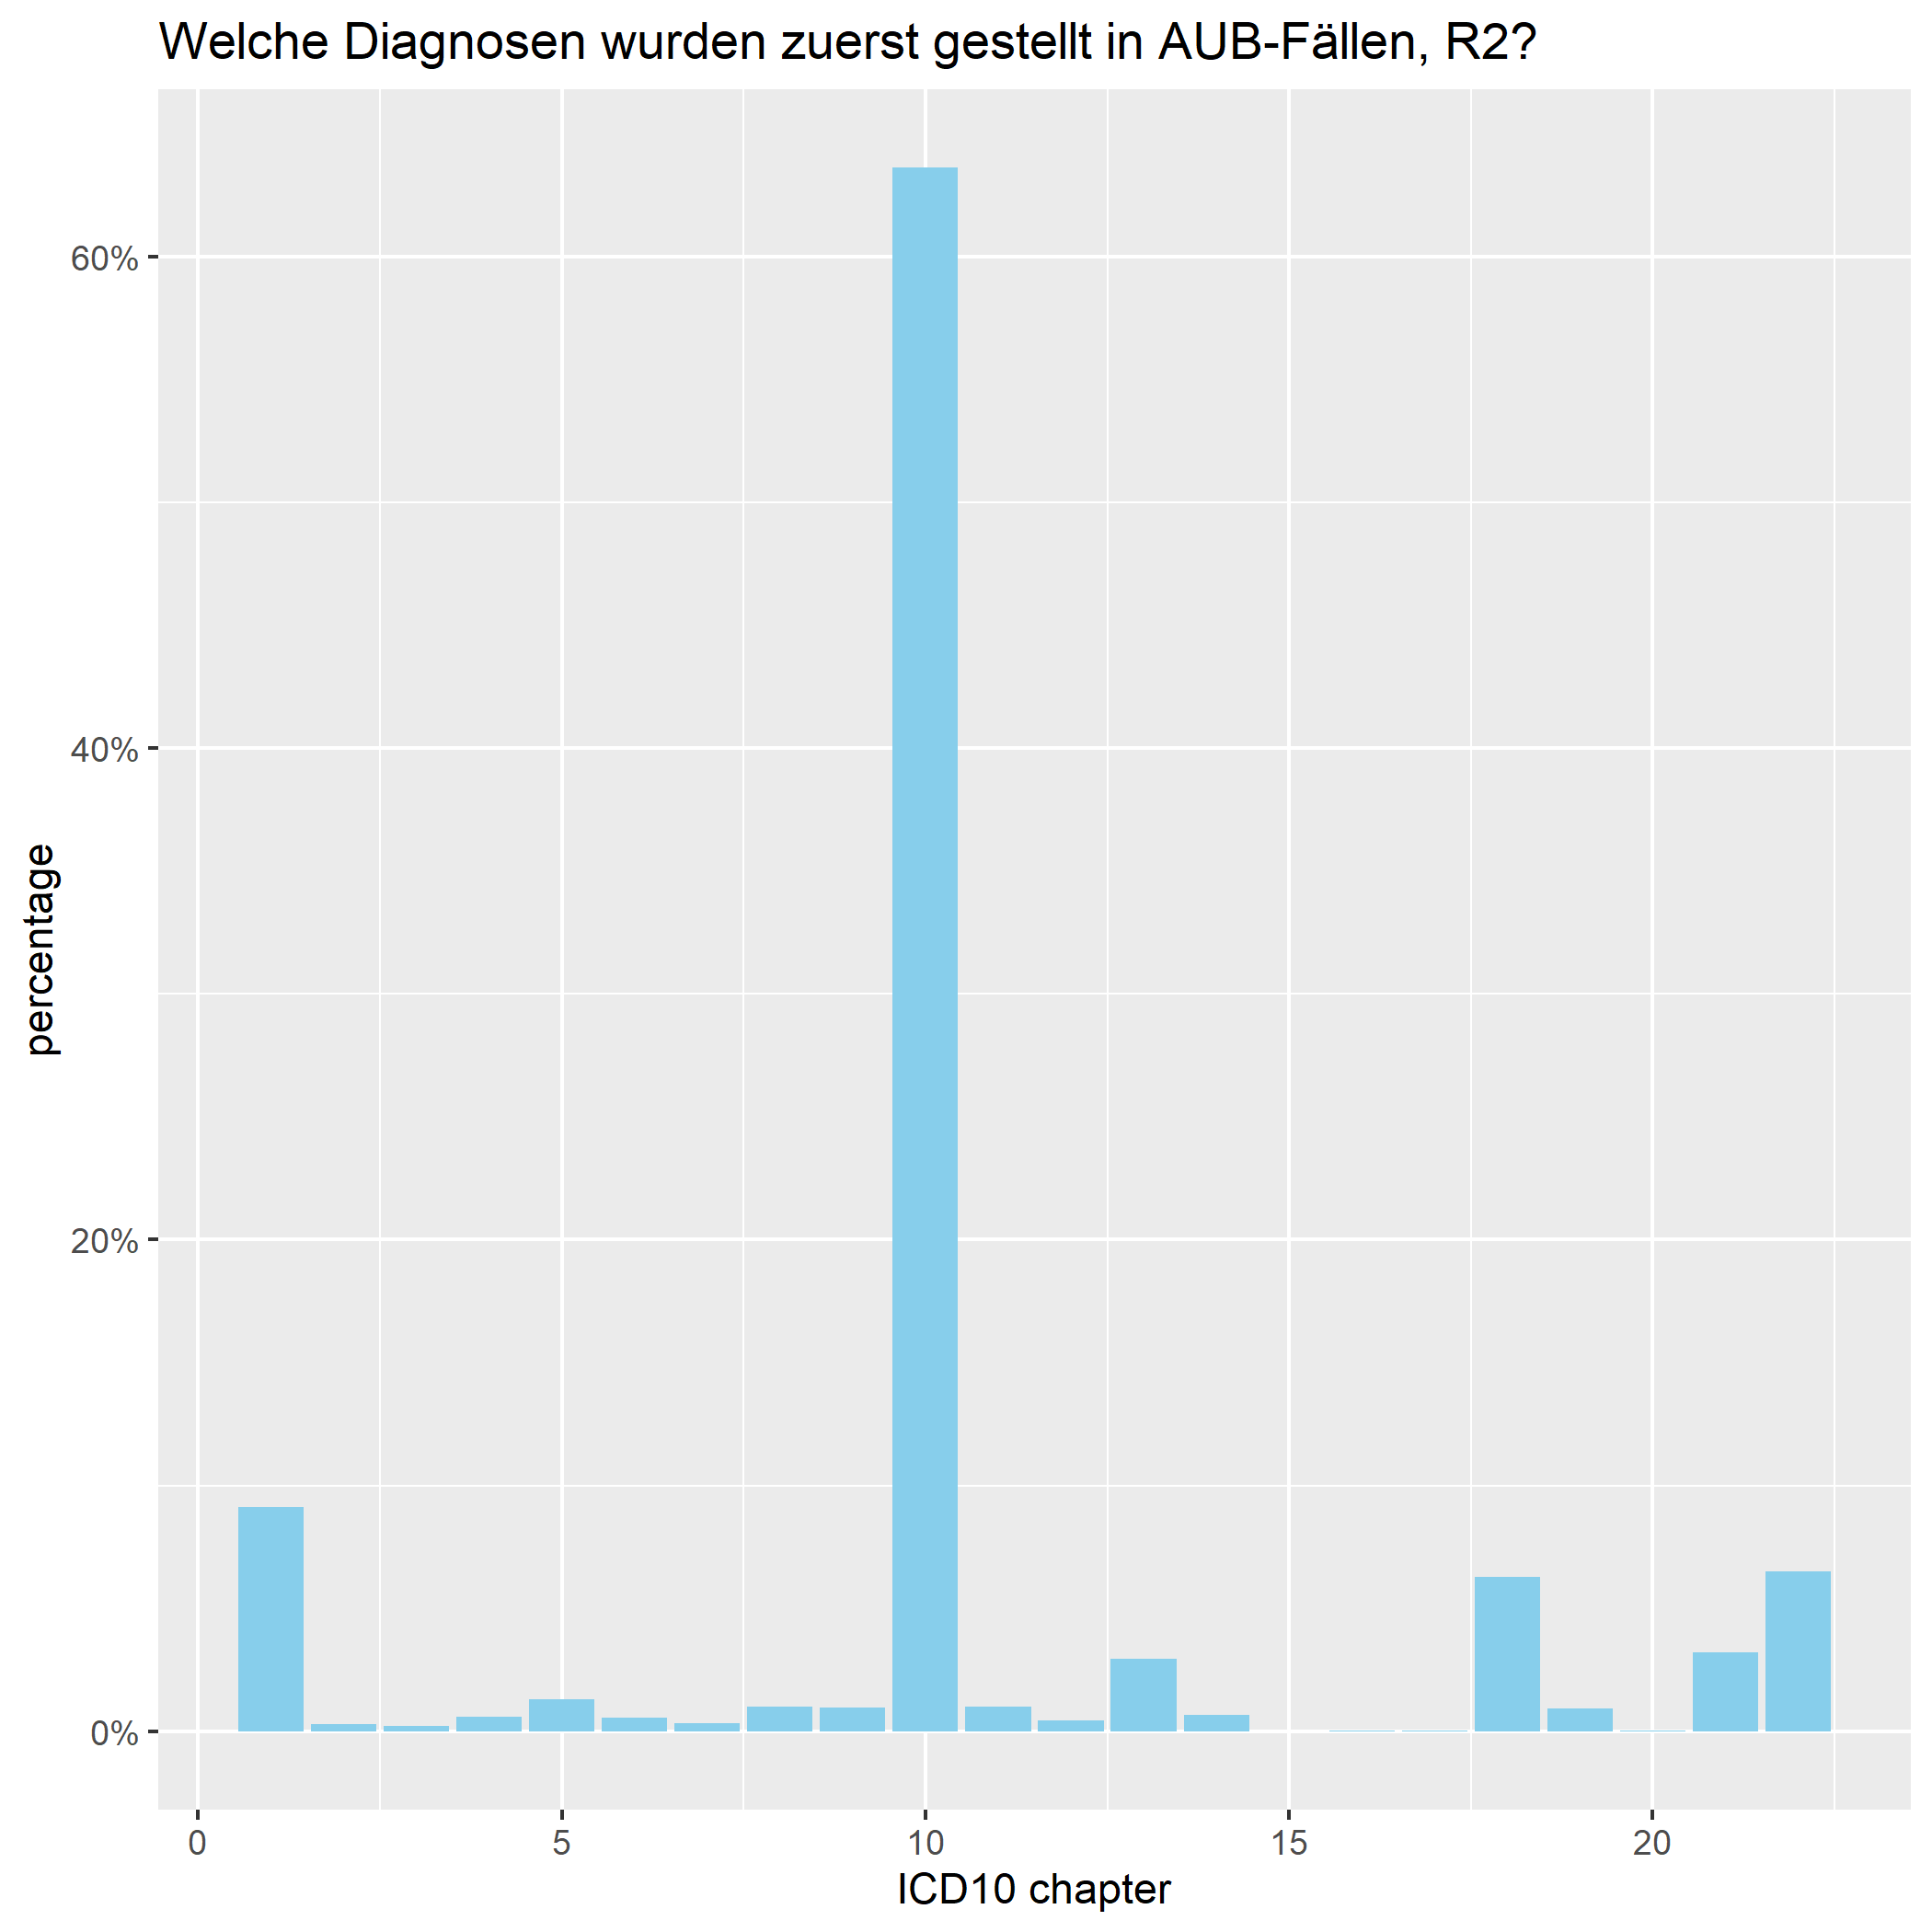 Welche Diagnosen wurden zuerst gestellt in AUB-Fällen, R2?
percentage
60%
40%
20%
0%
0 5 10 15 20
ICD10 chapter